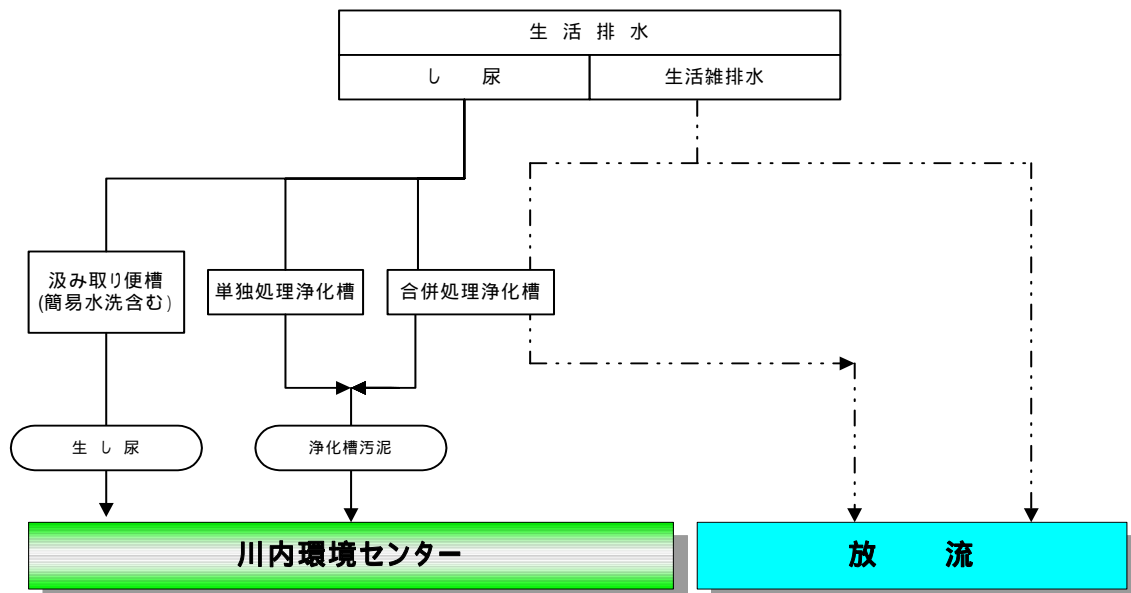 生 活 排 水
し 尿
生活雑排水
汲み取り便槽
(簡易水洗含む)
単独処理浄化槽
合併処理浄化槽
生 し 尿
浄化槽汚泥
川内環境センター
放 流